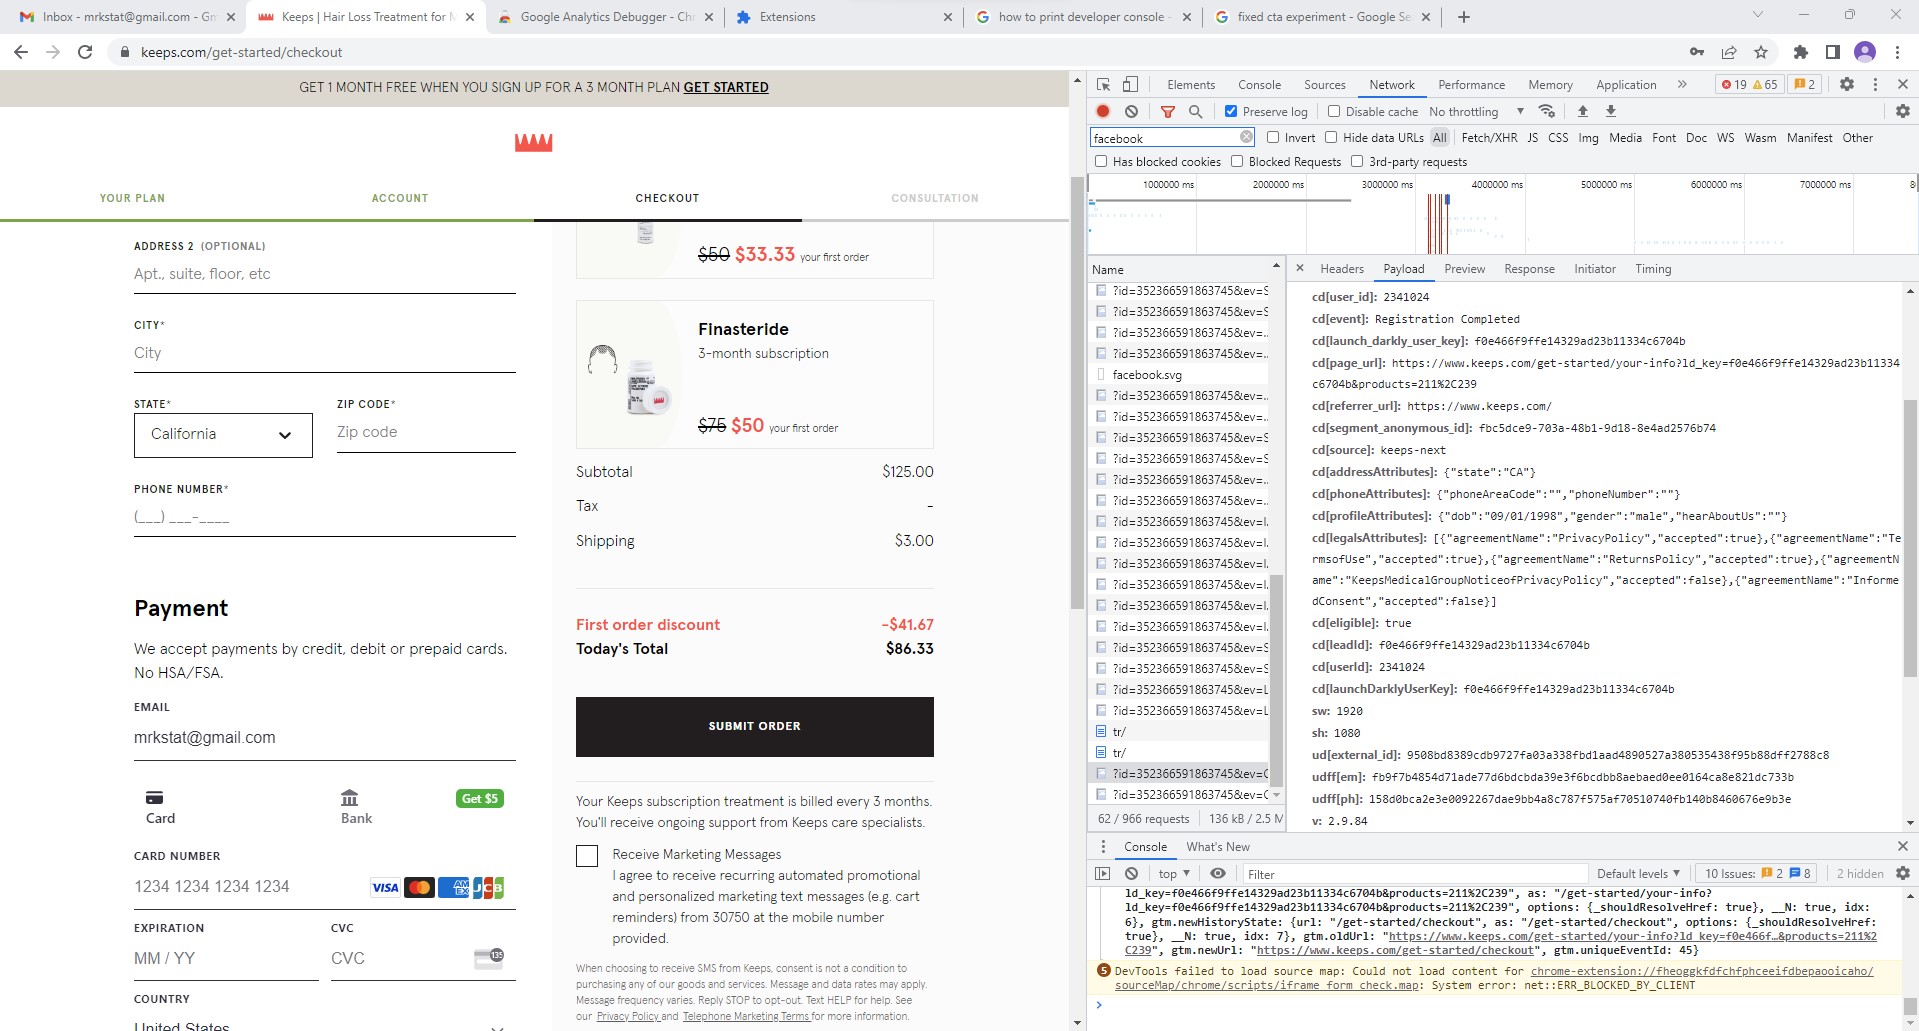 Inbox - mrkstat@gmail.com - Gm
Keeps | Hair Loss Treatment for M
Google Analytics Debugger - Chr
Extensions
how to print developer console -
fixed cta experiment - Google Se
keeps.com/get-started/checkout
GET 1 MONTH FREE WHEN YOU SIGN UP FOR A 3 MONTH PLAN GET STARTED
YOUR PLAN
ACCOUNT
CHECKOUT
CONSULTATION
ADDRESS 2 (OPTIONAL)
Apt., suite, floor, etc
CITY*
City
STATE*
California
ZIP CODE*
Zip code
PHONE NUMBER*
(___) ___-____
Payment
We accept payments by credit, debit or prepaid cards.
No HSA/FSA.
EMAIL
mrkstat@gmail.com
Card
Bank
Get $5
CARD NUMBER
1234 1234 1234 1234
VISA
AMEX
JCB
EXPIRATION
MM / YY
CVC
CVC
135
COUNTRY
United States
$50 $33.33 your first order
Finasteride
3-month subscription
$75 $50 your first order
Subtotal $125.00
Tax -
Shipping $3.00
First order discount -$41.67
Today's Total $86.33
SUBMIT ORDER
Your Keeps subscription treatment is billed every 3 months.
You'll receive ongoing support from Keeps care specialists.
Receive Marketing Messages
I agree to receive recurring automated promotional
and personalized marketing text messages (e.g. cart
reminders) from 30750 at the mobile number
provided.
When choosing to receive SMS from Keeps, consent is not a condition to
purchasing any of our goods and services. Message and data rates may apply.
Message frequency varies. Reply STOP to opt-out. Text HELP for help. See
our Privacy Policy and Telephone Marketing Terms for more information.
Elements Console Sources Network Performance Memory Application » 19 65 2
Preserve log Disable cache No throttling
facebook
Invert Hide data URLs All Fetch/XHR JS CSS Img Media Font Doc WS Wasm Manifest Other
Has blocked cookies Blocked Requests 3rd-party requests
1000000 ms 2000000 ms 3000000 ms 4000000 ms 5000000 ms 6000000 ms 7000000 ms 8
Name
?id=352366591863745&ev=S
?id=352366591863745&ev=S
?id=352366591863745&ev=..
?id=352366591863745&ev=..
facebook.svg
?id=352366591863745&ev=..
?id=352366591863745&ev=..
?id=352366591863745&ev=S
?id=352366591863745&ev=S
?id=352366591863745&ev=..
?id=352366591863745&ev=..
?id=352366591863745&ev=I.
?id=352366591863745&ev=I.
?id=352366591863745&ev=I.
?id=352366591863745&ev=I.
?id=352366591863745&ev=I.
?id=352366591863745&ev=I.
?id=352366591863745&ev=S
?id=352366591863745&ev=S
?id=352366591863745&ev=L
?id=352366591863745&ev=L
tr/
tr/
?id=352366591863745&ev=C
?id=352366591863745&ev=C
62 / 966 requests 136 kB / 2.5 M
Headers Payload Preview Response Initiator Timing
cd[user_id]: 2341024
cd[event]: Registration Completed
cd[launch_darkly_user_key]: f0e466f9ffe14329ad23b11334c6704b
cd[page_url]: https://www.keeps.com/get-started/your-info?ld_key=f0e466f9ffe14329ad23b11334
c6704b&products=211%2C239
cd[referrer_url]: https://www.keeps.com/
cd[segment_anonymous_id]: fbc5dce9-703a-48b1-9d18-8e4ad2576b74
cd[source]: keeps-next
cd[addressAttributes]: {"state":"CA"}
cd[phoneAttributes]: {"phoneAreaCode":"","phoneNumber":""}
cd[profileAttributes]: {"dob":"09/01/1998","gender":"male","hearAboutUs":""}
cd[legalsAttributes]: [{"agreementName":"PrivacyPolicy","accepted":true},{"agreementName":"Te
rmsofUse","accepted":true},{"agreementName":"ReturnsPolicy","accepted":true},{"agreementN
ame":"KeepsMedicalGroupNoticeofPrivacyPolicy","accepted":false},{"agreementName":"Informe
dConsent","accepted":false}]
cd[eligible]: true
cd[leadId]: f0e466f9ffe14329ad23b11334c6704b
cd[userId]: 2341024
cd[launchDarklyUserKey]: f0e466f9ffe14329ad23b11334c6704b
sw: 1920
sh: 1080
ud[external_id]: 9508bd8389cdb9727fa03a338fbd1aad4890527a380535438f95b88dff2788c8
udff[em]: fb9f7b4854d71ade77d6bdcbda39e3f6bcdbb8aebaed0ee0164ca8e821dc733b
udff[ph]: 158d0bca2e3e0092267dae9bb4a8c787f575af70510740fb140b8460676e9b3e
v: 2.9.84
Console What's New
top Filter Default levels 10 Issues: 2 8 2 hidden
ld_key=f0e466f9ffe14329ad23b11334c6704b&products=211%2C239", as: "/get-started/your-info?
ld_key=f0e466f9ffe14329ad23b11334c6704b&products=211%2C239", options: {_shouldResolveHref: true}, __N: true, idx:
6}, gtm.newHistoryState: {url: "/get-started/checkout", as: "/get-started/checkout", options: {_shouldResolveHref:
true}, __N: true, idx: 7}, gtm.oldUrl: "https://www.keeps.com/get-started/your-info?ld_key=f0e466f…&products=211%2
C239", gtm.newUrl: "https://www.keeps.com/get-started/checkout", gtm.uniqueEventId: 45}
5 DevTools failed to load source map: Could not load content for chrome-extension://fheoggkfdfchfphceeifdbepaooicaho/
sourceMap/chrome/scripts/iframe_form_check.map: System error: net::ERR_BLOCKED_BY_CLIENT